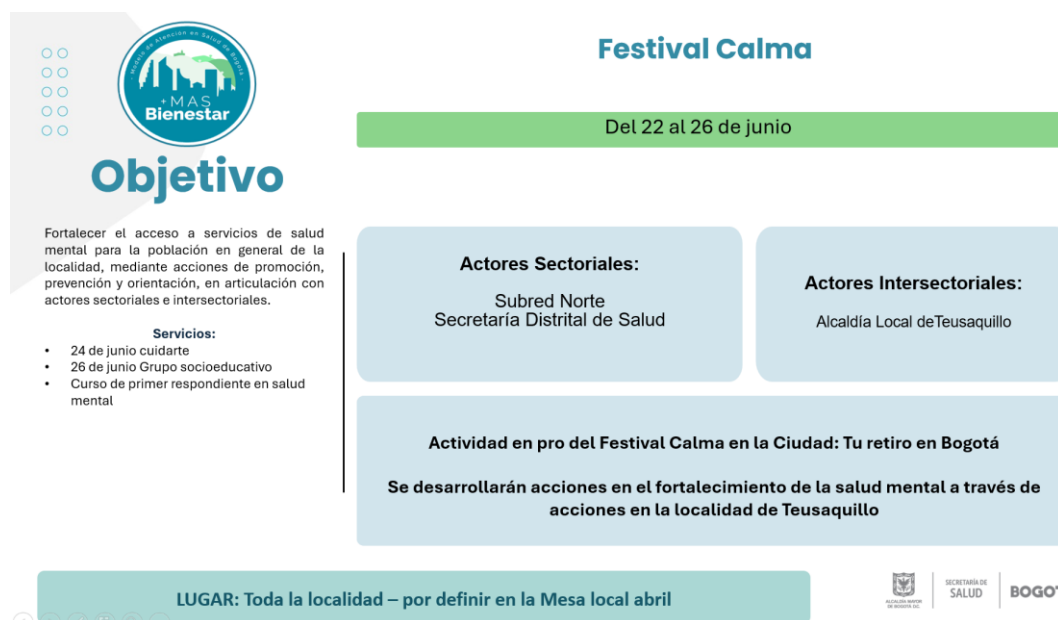 Modelo de Atención en Salud de Bogotá
+MAS
Bienestar
Objetivo
Fortalecer el acceso a servicios de salud
mental para la población en general de la
localidad, mediante acciones de promoción,
prevención y orientación, en articulación con
actores sectoriales e intersectoriales.
Servicios:
• 24 de junio cuidarte
• 26 de junio Grupo socioeducativo
• Curso de primer respondiente en salud
mental
Festival Calma
Del 22 al 26 de junio
Actores Sectoriales:
Subred Norte
Secretaría Distrital de Salud
Actores Intersectoriales:
Alcaldía Local deTeusaquillo
Actividad en pro del Festival Calma en la Ciudad: Tu retiro en Bogotá
Se desarrollarán acciones en el fortalecimiento de la salud mental a través de
acciones en la localidad de Teusaquillo
LUGAR: Toda la localidad – por definir en la Mesa local abril
ALCALDÍA MAYOR
DE BOGOTÁ D.C.
SECRETARÍA DE
SALUD
BOGOT